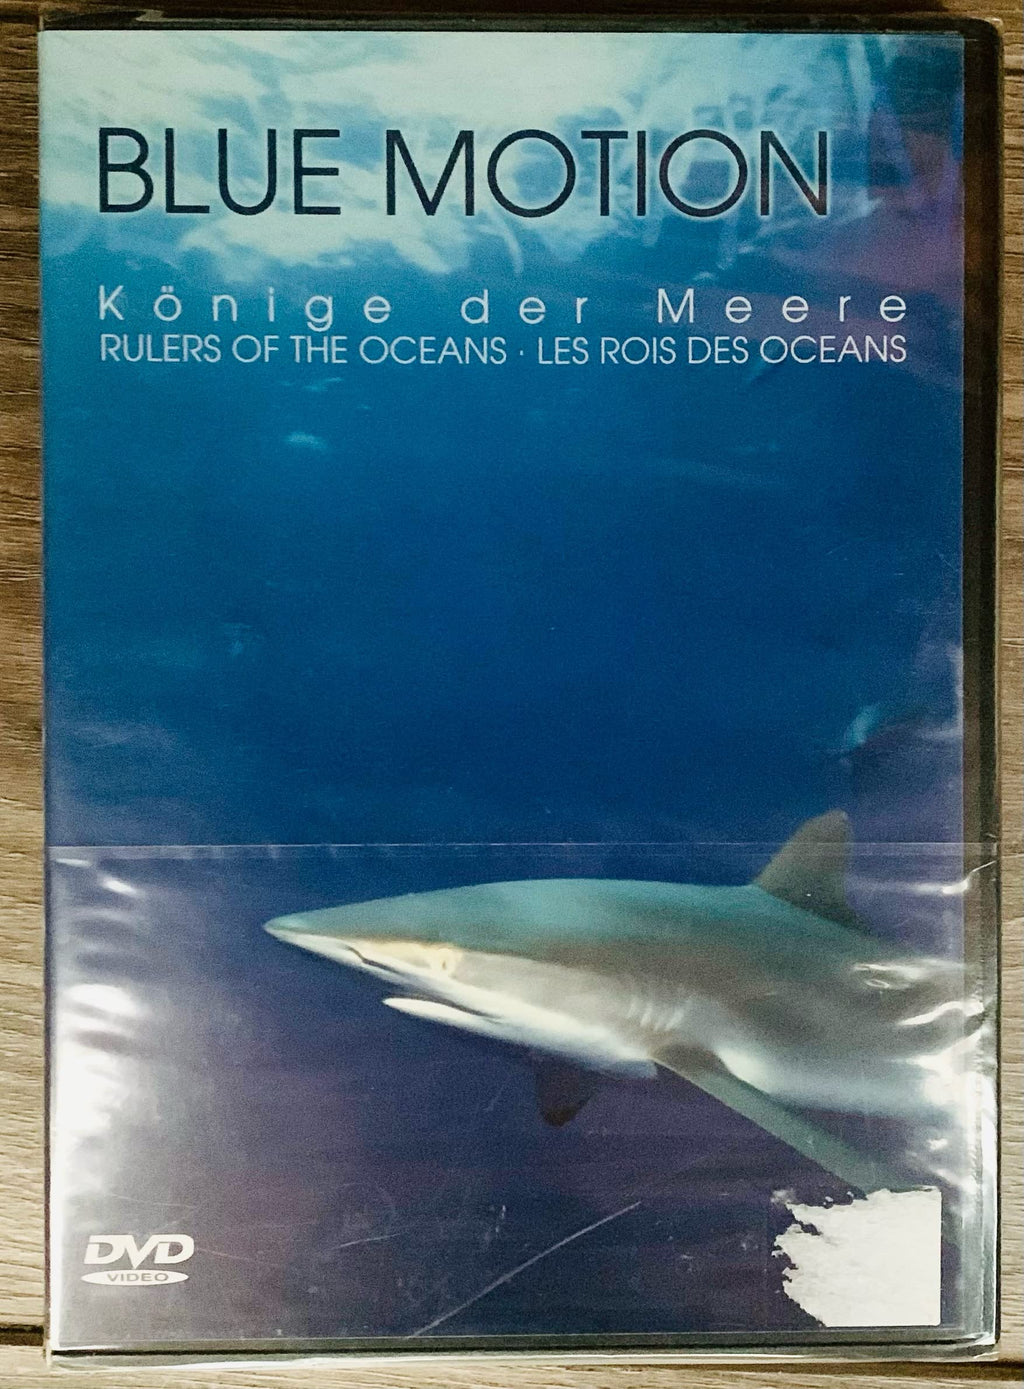 BLUE MOTION
Könige der Meere
RULERS OF THE OCEANS · LES ROIS DES OCEANS
DVD
VIDEO